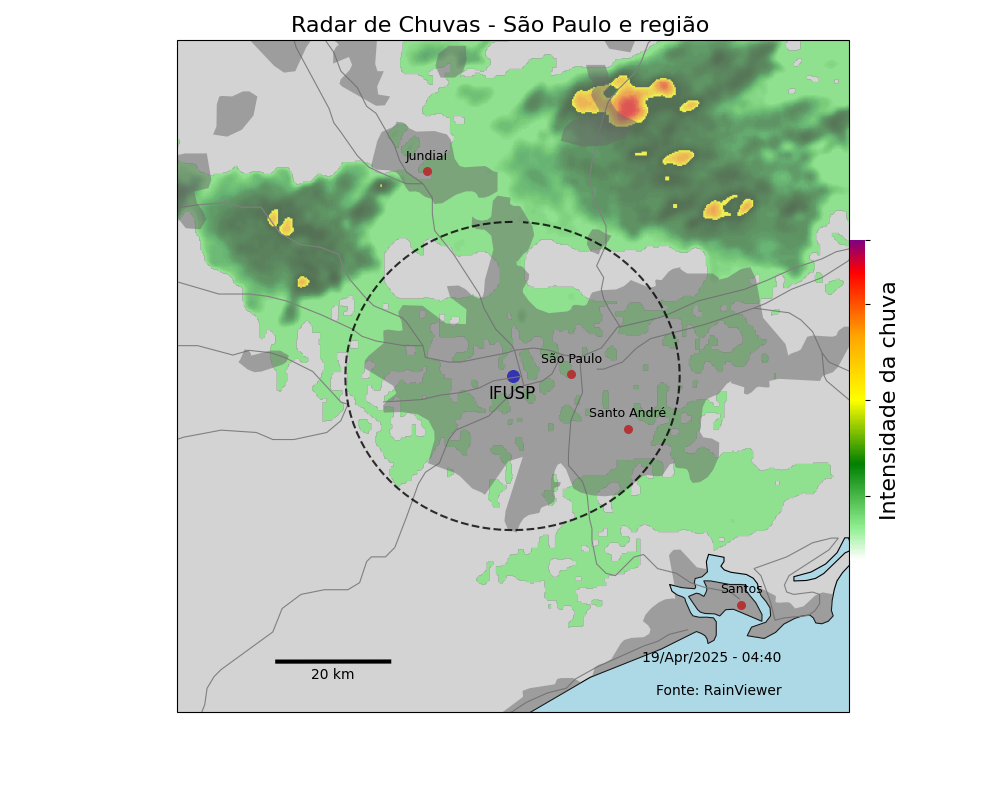 Radar de Chuvas - São Paulo e região
Jundiaí
São Paulo
IFUSP
Santo André
Santos
19/Apr/2025 - 04:40
20 km
Fonte: RainViewer
Intensidade da chuva